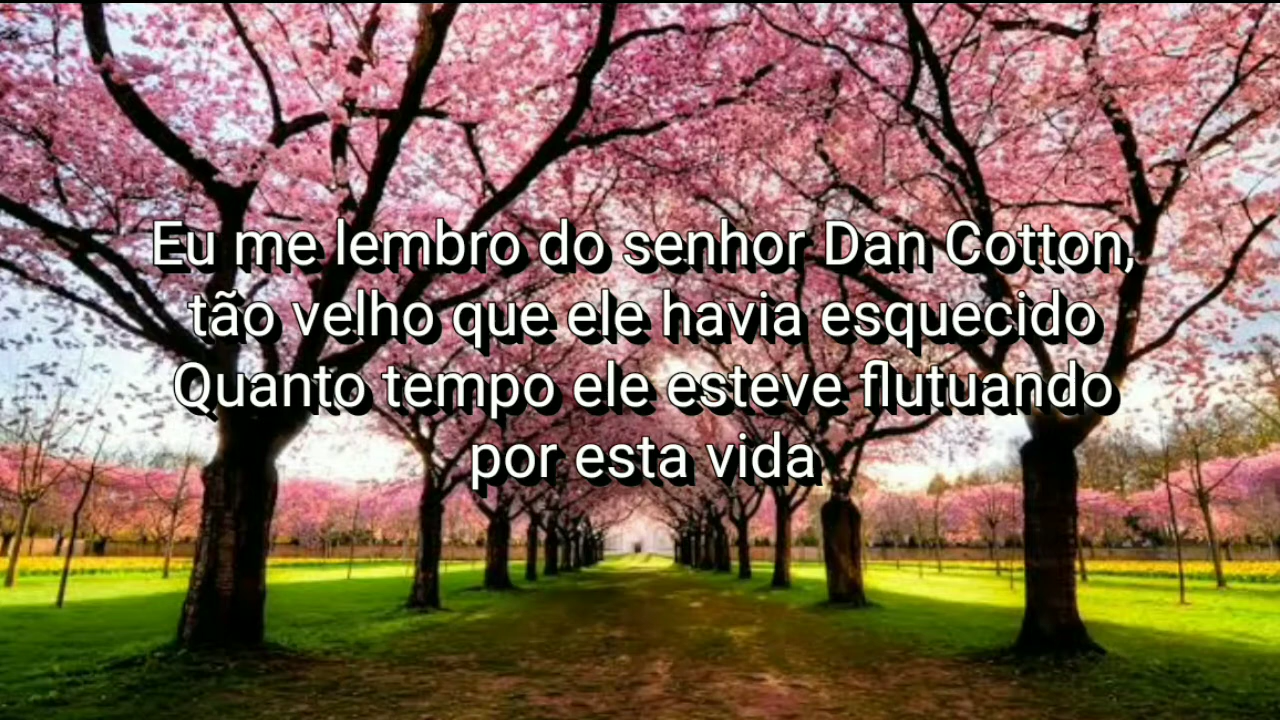 Eu me lembro do senhor Dan Cotton,
tão velho que ele havia esquecido
Quanto tempo ele esteve flutuando
por esta vida